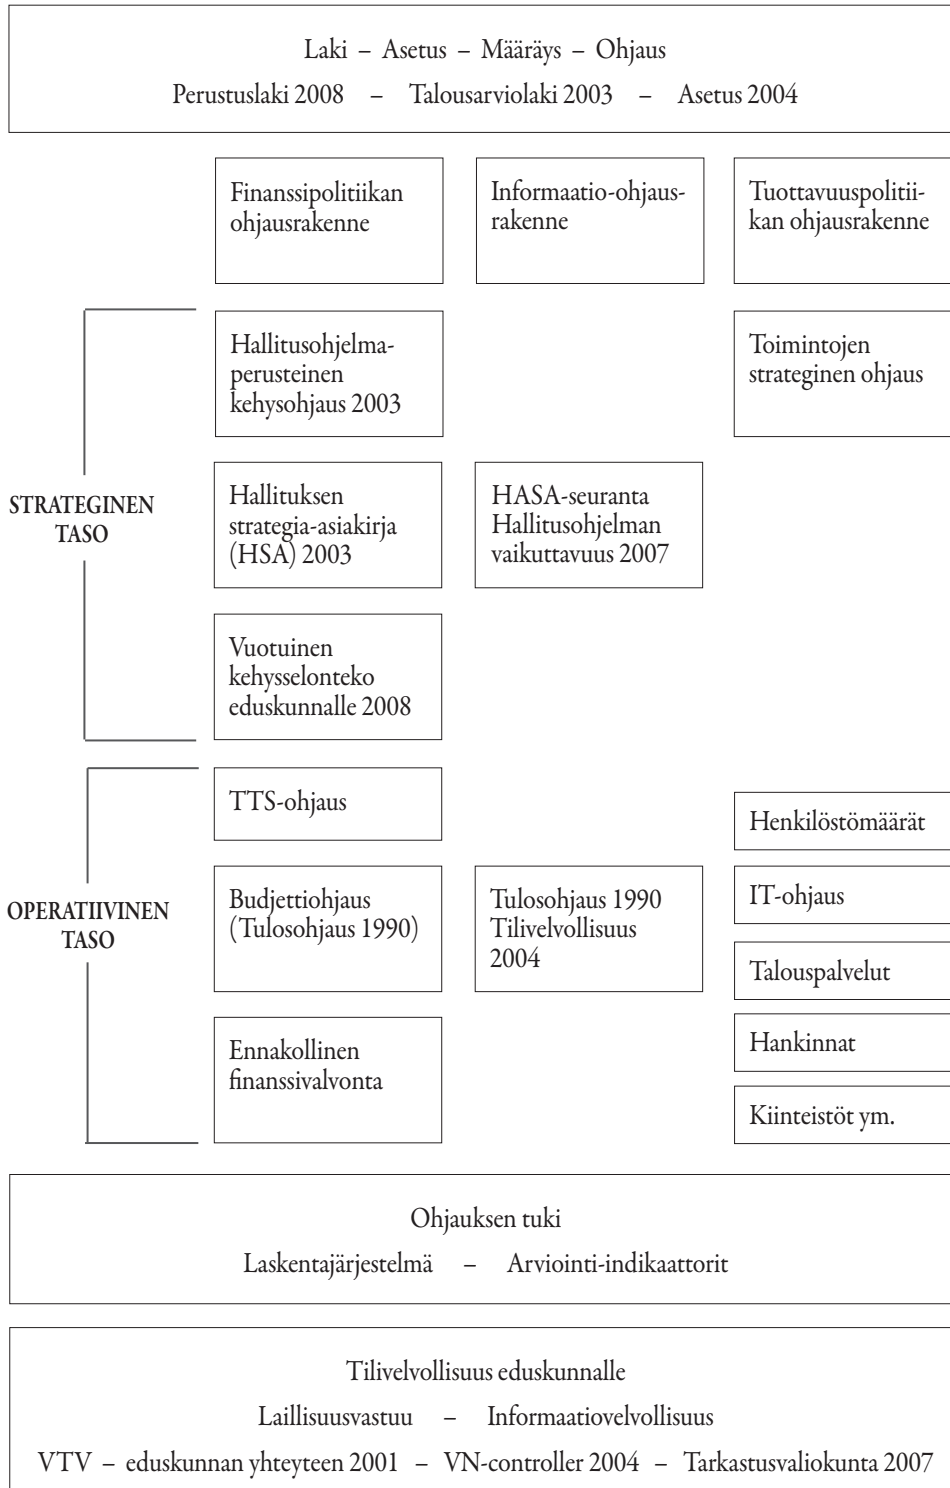 Laki – Asetus – Määräys – Ohjaus
Perustuslaki 2008 – Talousarviolaki 2003 – Asetus 2004
Finanssipolitiikan
ohjausrakenne
Informaatio-ohjaus-
rakenne
Tuottavuuspolitii-
kan ohjausrakenne
STRATEGINEN
TASO
Hallitusohjelma-
perusteinen
kehysohjaus 2003
Toimintojen
strateginen ohjaus
Hallituksen
strategia-asiakirja
(HSA) 2003
HASA-seuranta
Hallitusohjelman
vaikuttavuus 2007
Vuotuinen
kehysselonteko
eduskunnalle 2008
OPERATIIVINEN
TASO
TTS-ohjaus
Budjettiohjaus
(Tulosohjaus 1990)
Ennakollinen
finanssivalvonta
Tulosohjaus 1990
Tilivelvollisuus
2004
Henkilöstömäärät
IT-ohjaus
Talouspalvelut
Hankinnat
Kiinteistöt ym.
Ohjauksen tuki
Laskentajärjestelmä – Arviointi-indikaattorit
Tilivelvollisuus eduskunnalle
Laillisuusvastuu – Informaatiovelvollisuus
VTV – eduskunnan yhteyteen 2001 – VN-controller 2004 – Tarkastusvaliokunta 2007